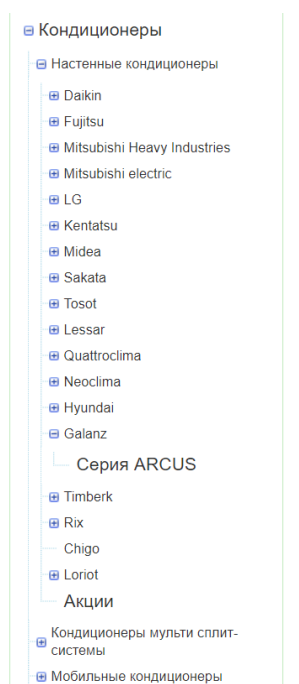 Кондиционеры
Настенные кондиционеры
Daikin
Fujitsu
Mitsubishi Heavy Industries
Mitsubishi electric
LG
Kentatsu
Midea
Sakata
Tosot
Lessar
Quattroclima
Neoclima
Hyundai
Galanz
Серия ARCUS
Timberk
Rix
Chigo
Loriot
Акции
Кондиционеры мульти сплит-
системы
Мобильные кондиционеры